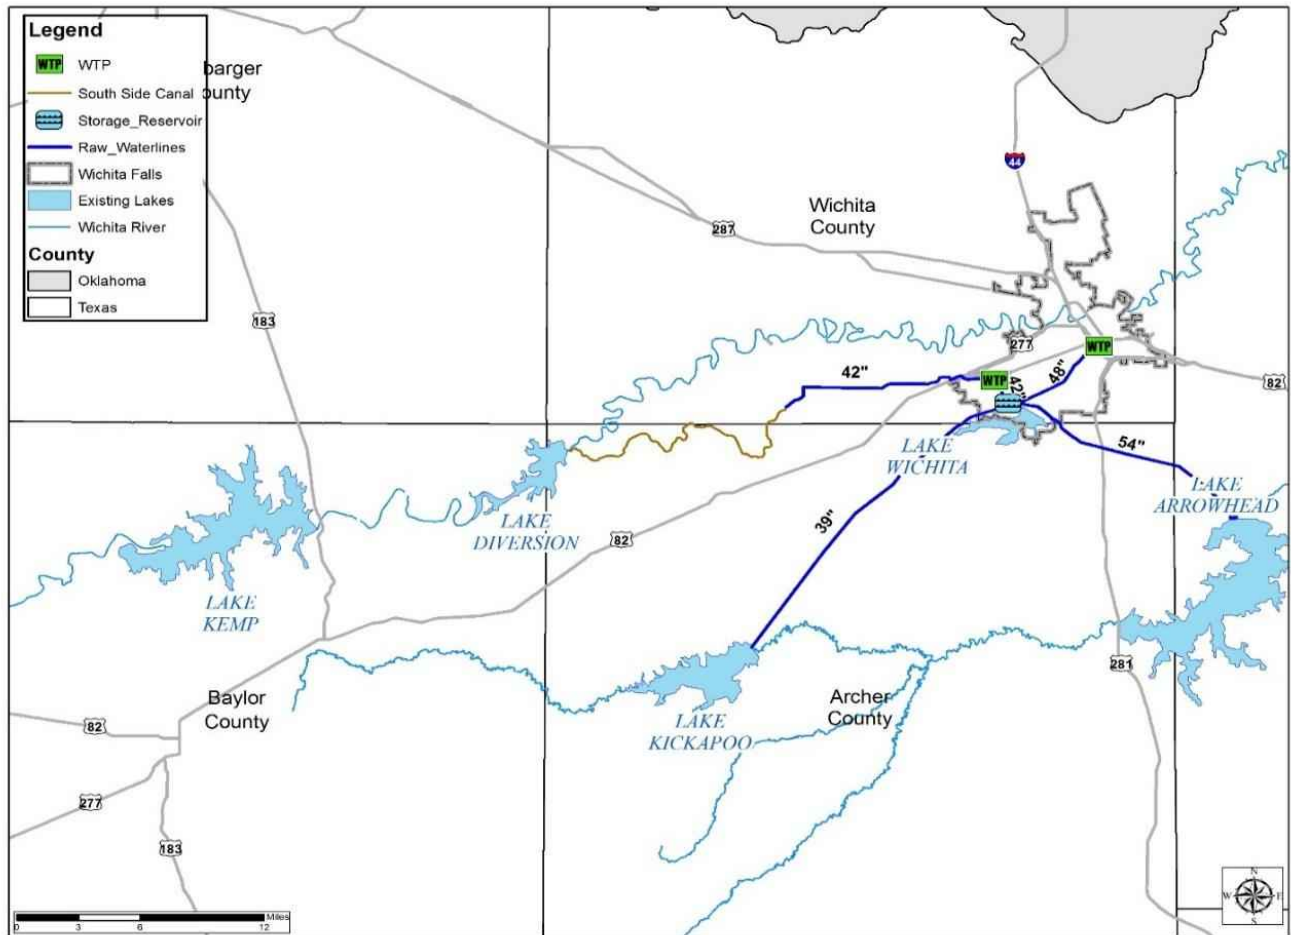 Legend
WTP
WTP
South Side Canal
Storage_Reservoir
Raw_Waterlines
Wichita Falls
Existing Lakes
Wichita River
County
Oklahoma
Texas
barger
ounty
44
Wichita
County
287
183
277
WTP
82
42"
WTP
42"
48"
LAKE
WICHITA
54"
LAKE
ARROWHEAD
LAKE
DIVERSION
82
39"
LAKE
KEMP
281
Baylor
County
Archer
County
LAKE
KICKAPOO
82
277
183
N
W
E
S
Miles
0
3
6
12